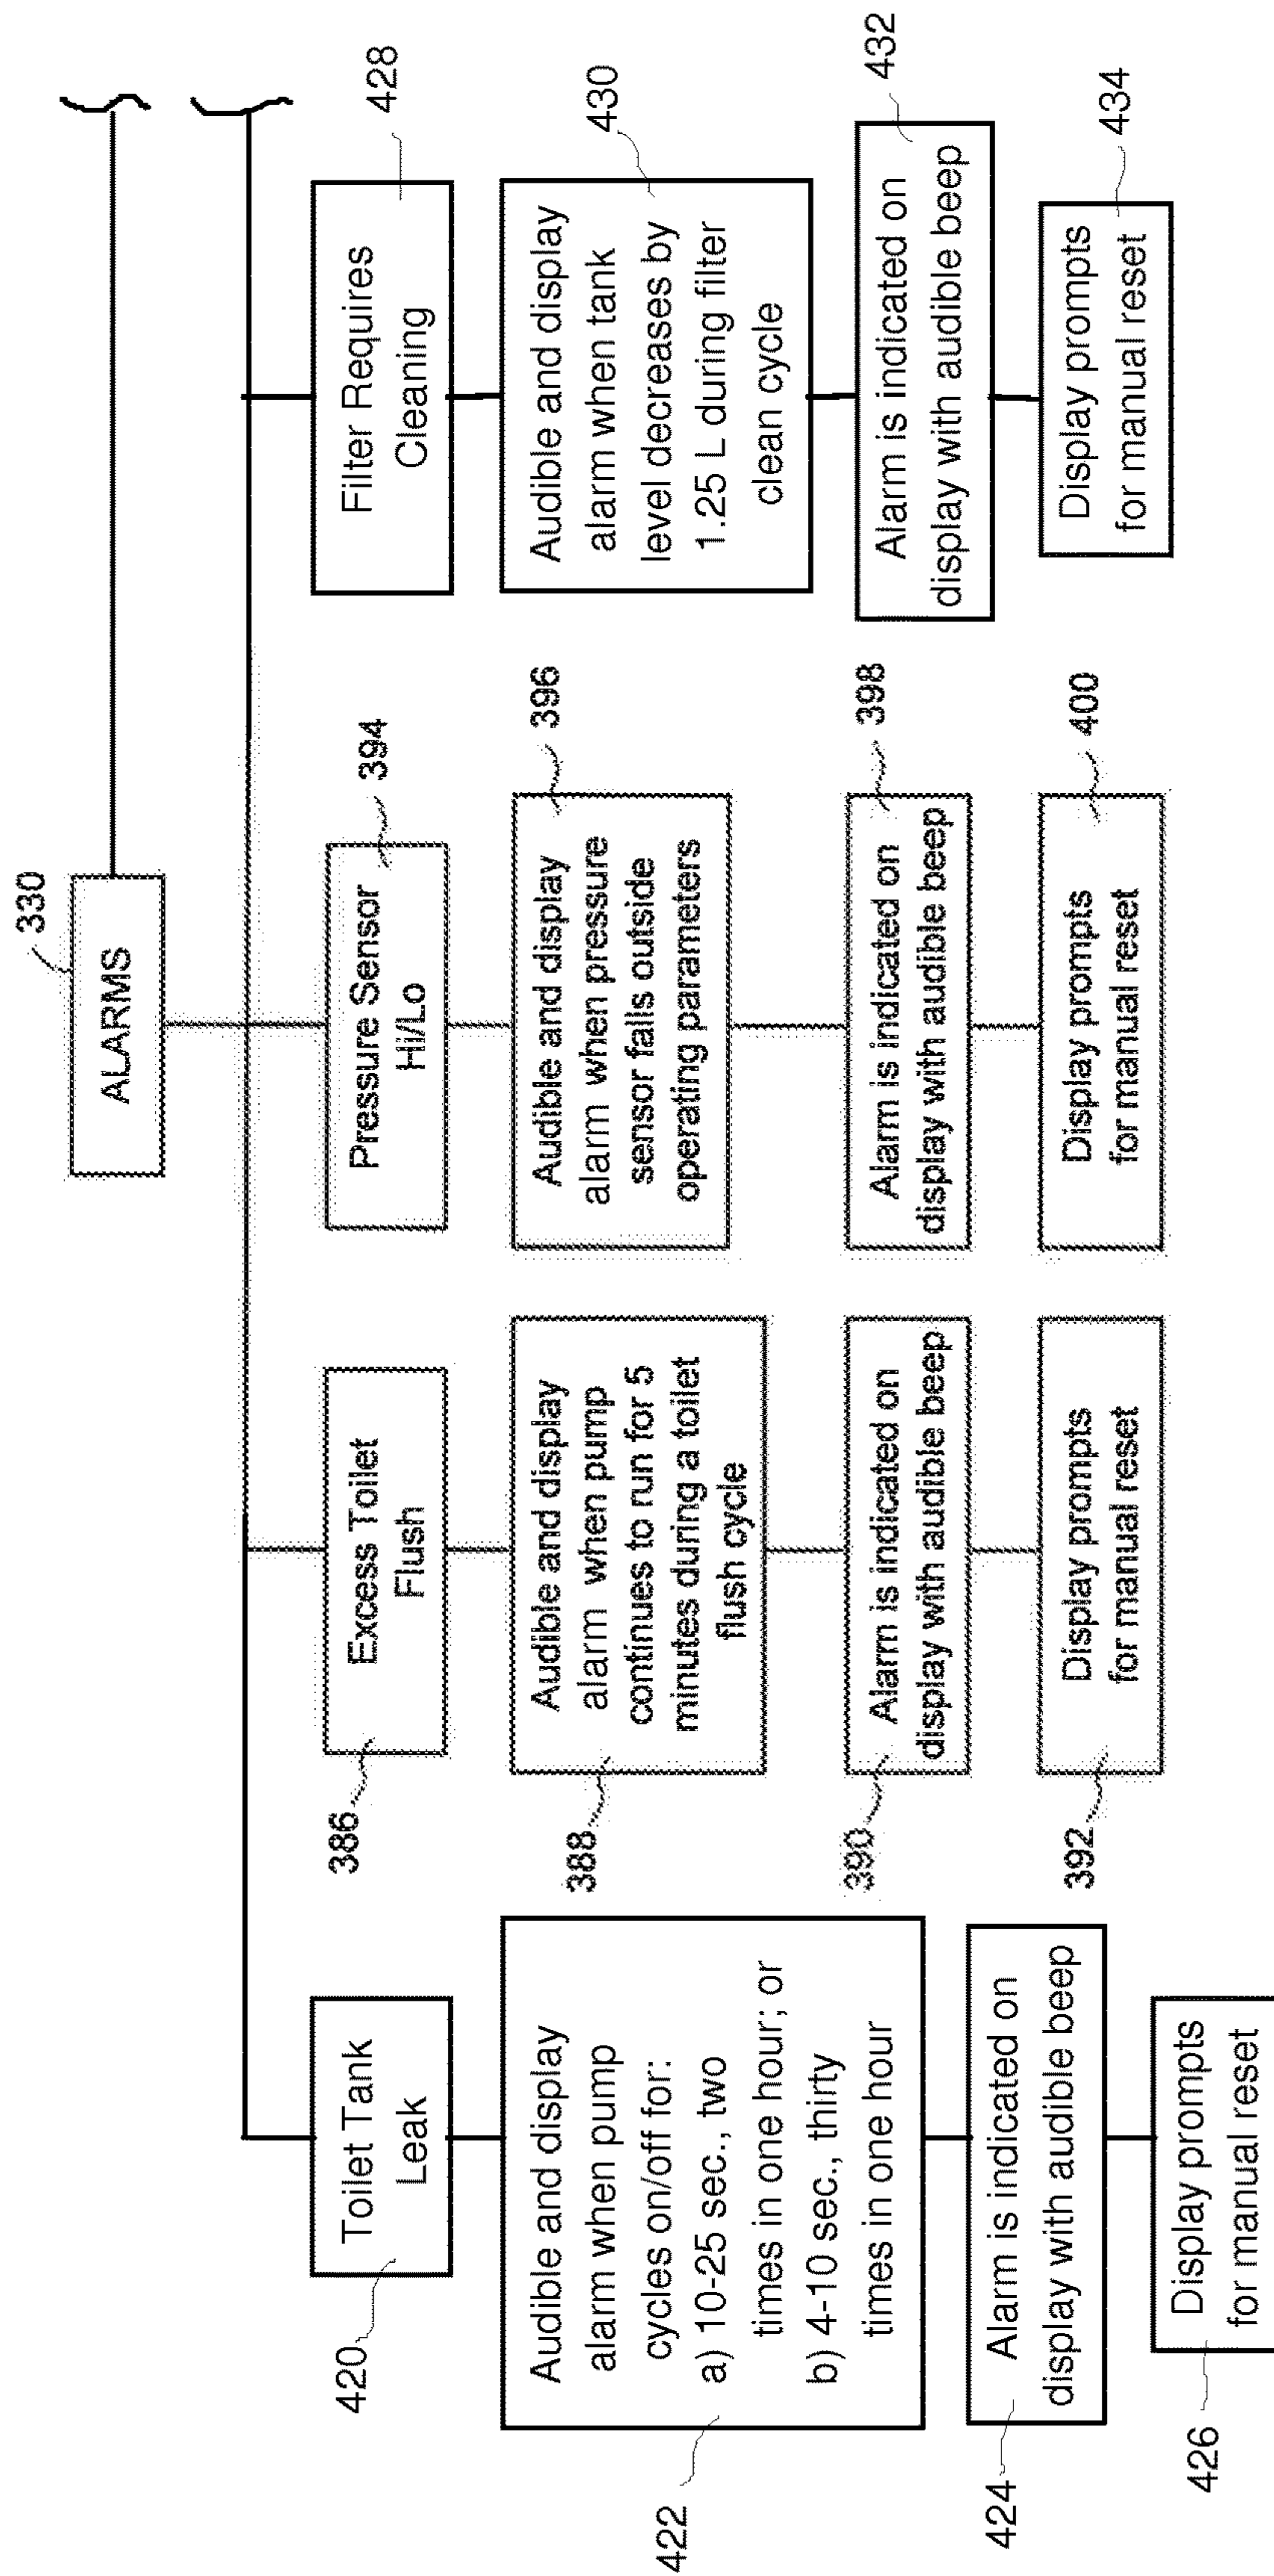 330
ALARMS
Toilet Tank
Leak
420
Audible and display
alarm when pump
cycles on/off for:
a) 10-25 sec., two
times in one hour; or
b) 4-10 sec., thirty
times in one hour
422
Alarm is indicated on
display with audible beep
424
Display prompts
for manual reset
426
Excess Toilet
Flush
386
Audible and display
alarm when pump
continues to run for 5
minutes during a toilet
flush cycle
388
Alarm is indicated on
display with audible beep
390
Display prompts
for manual reset
392
Pressure Sensor
Hi/Lo
394
Audible and display
alarm when pressure
sensor falls outside
operating parameters
396
Alarm is indicated on
display with audible beep
398
Display prompts
for manual reset
400
Filter Requires
Cleaning
428
Audible and display
alarm when tank
level decreases by
1.25 L during filter
clean cycle
430
Alarm is indicated on
display with audible beep
432
Display prompts
for manual reset
434